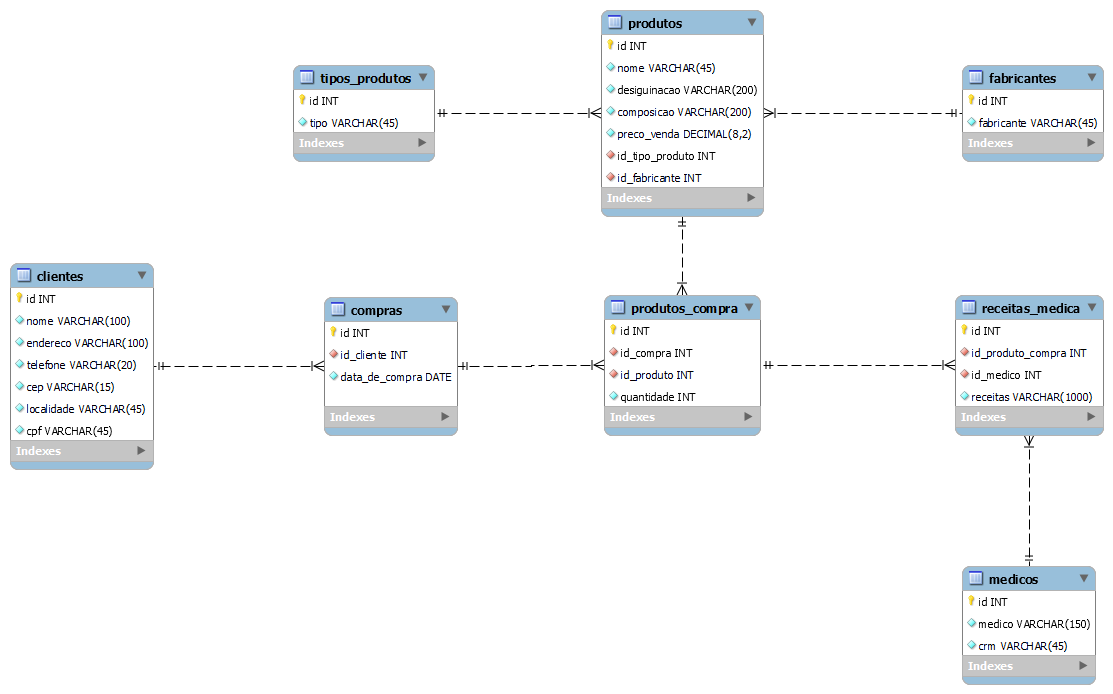 produtos
id INT
nome VARCHAR(45)
desiguinacao VARCHAR(200)
composicao VARCHAR(200)
preco_venda DECIMAL(8,2)
id_tipo_produto INT
id_fabricante INT
Indexes
tipos_produtos
id INT
tipo VARCHAR(45)
Indexes
fabricantes
id INT
fabricante VARCHAR(45)
Indexes
clientes
id INT
nome VARCHAR(100)
endereco VARCHAR(100)
telefone VARCHAR(20)
cep VARCHAR(15)
localidade VARCHAR(45)
cpf VARCHAR(45)
Indexes
compras
id INT
id_cliente INT
data_de_compra DATE
Indexes
produtos_compra
id INT
id_compra INT
id_produto INT
quantidade INT
Indexes
receitas_medica
id INT
id_produto_compra INT
id_medico INT
receitas VARCHAR(1000)
Indexes
medicos
id INT
medico VARCHAR(150)
crm VARCHAR(45)
Indexes